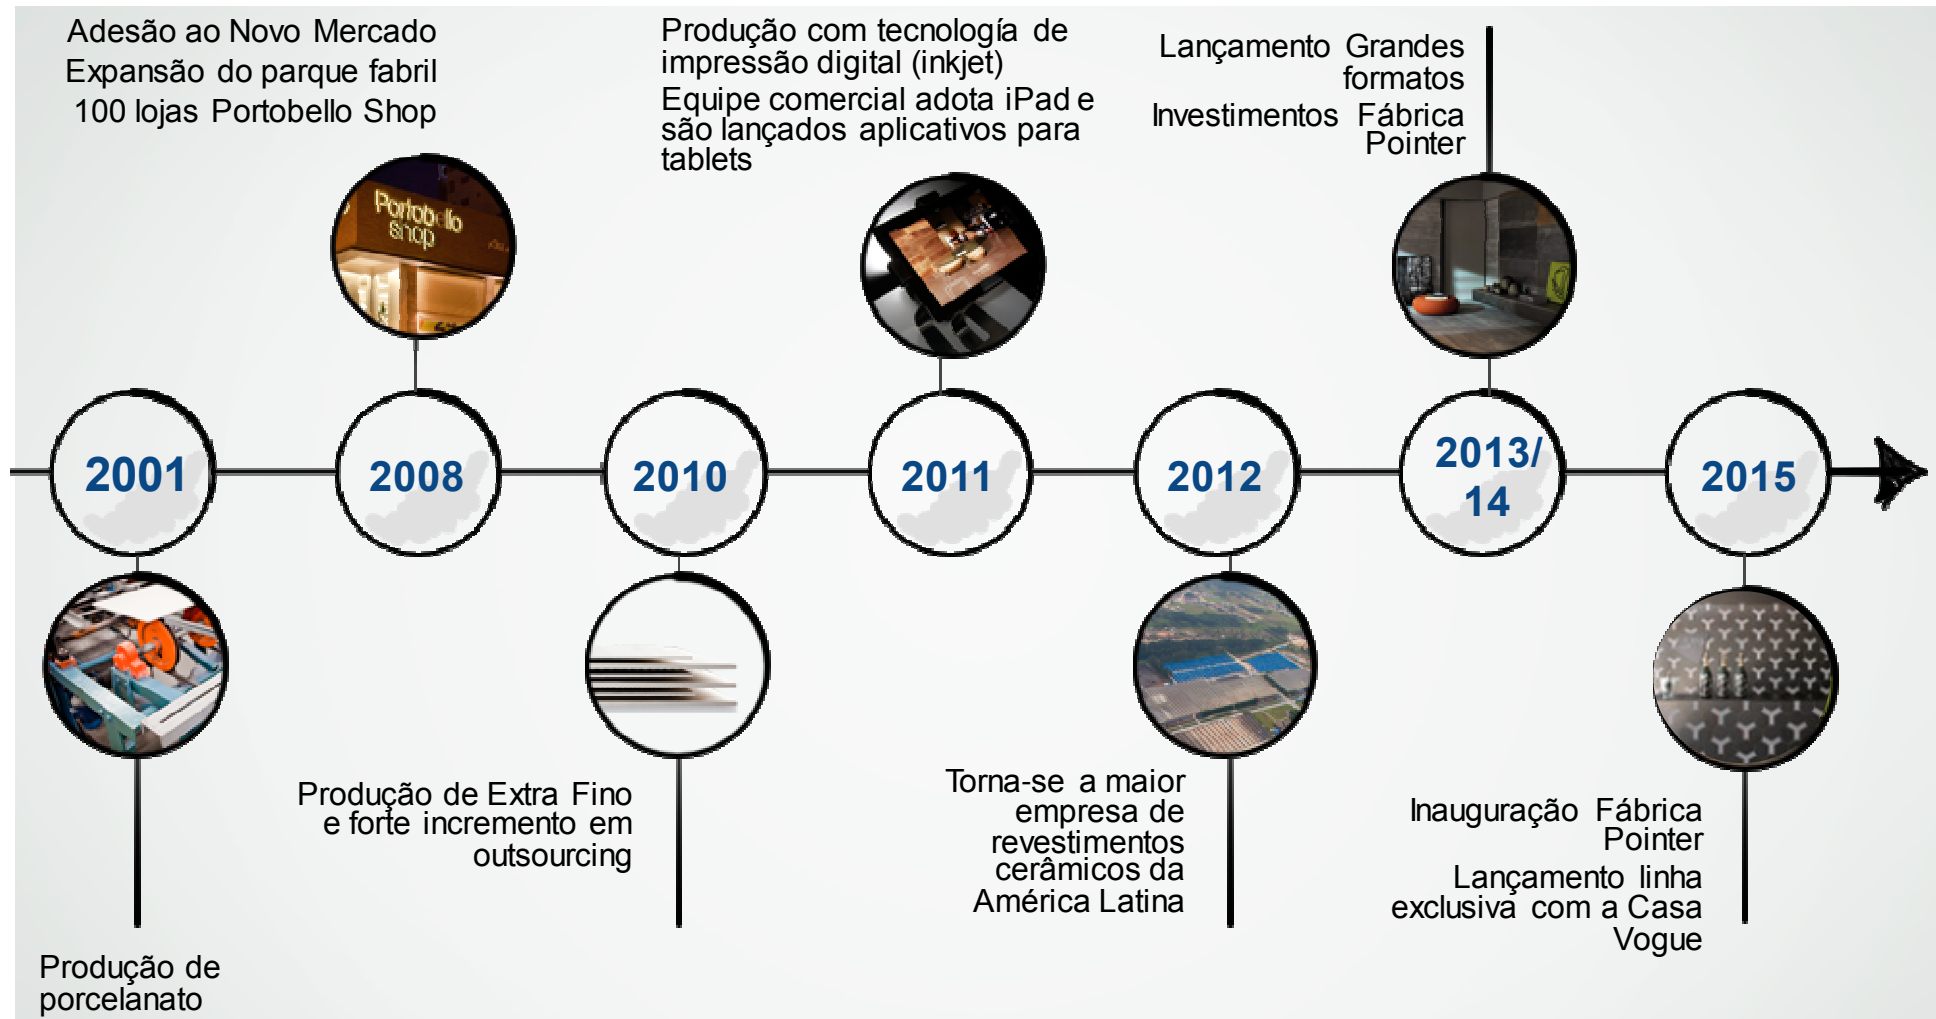 Adesão ao Novo Mercado
Expansão do parque fabril
100 lojas Portobello Shop
Produção com tecnología de
impressão digital (inkjet)
Equipe comercial adota iPad e
são lançados aplicativos para
tablets
Lançamento Grandes
formatos
Investimentos Fábrica
Pointer
Portobello
shop
2001
2008
2010
2011
2012
2013/
14
2015
Produção de
porcelanato
Produção de Extra Fino
e forte incremento em
outsourcing
Torna-se a maior
empresa de
revestimentos
cerâmicos da
América Latina
Inauguração Fábrica
Pointer
Lançamento linha
exclusiva com a Casa
Vogue